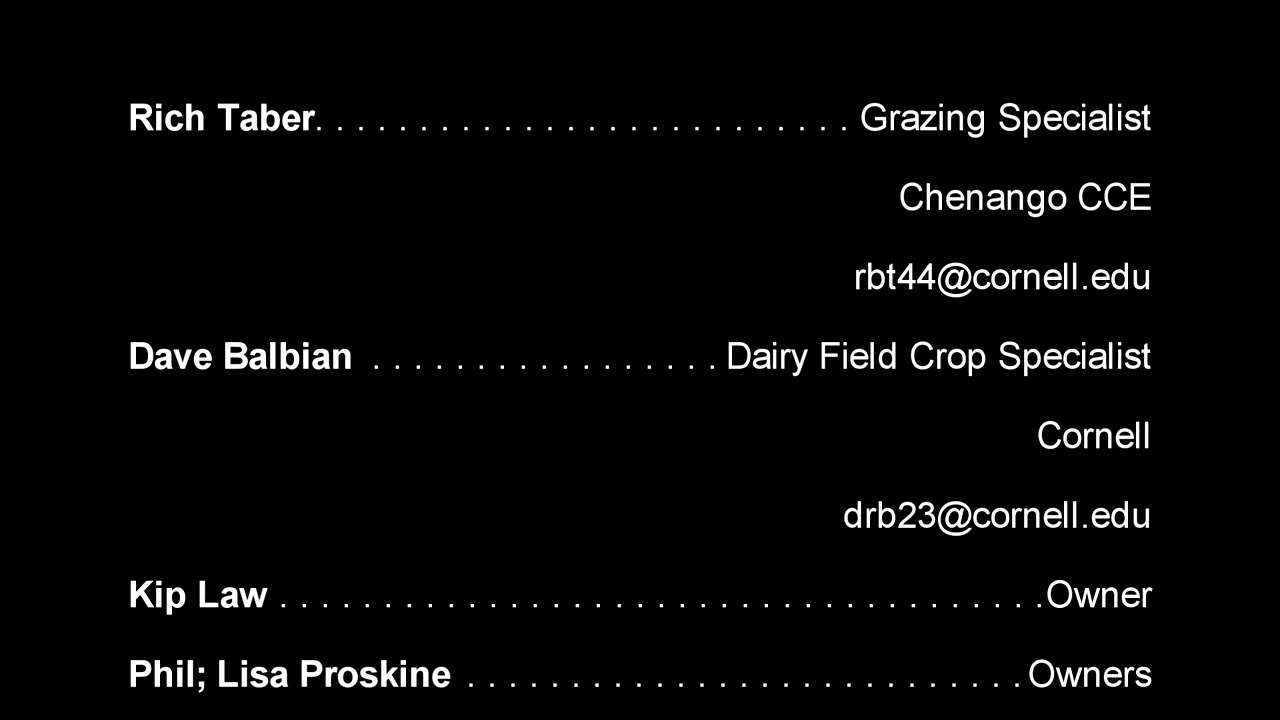 Rich Taber. . . . . . . . . . . . . . . . . . . . . . . . . . Grazing Specialist
Chenango CCE
rbt44@cornell.edu
Dave Balbian . . . . . . . . . . . . . . . . . Dairy Field Crop Specialist
Cornell
drb23@cornell.edu
Kip Law . . . . . . . . . . . . . . . . . . . . . . . . . . . . . . . . . . . . .Owner
Phil; Lisa Proskine . . . . . . . . . . . . . . . . . . . . . . . . . . . Owners